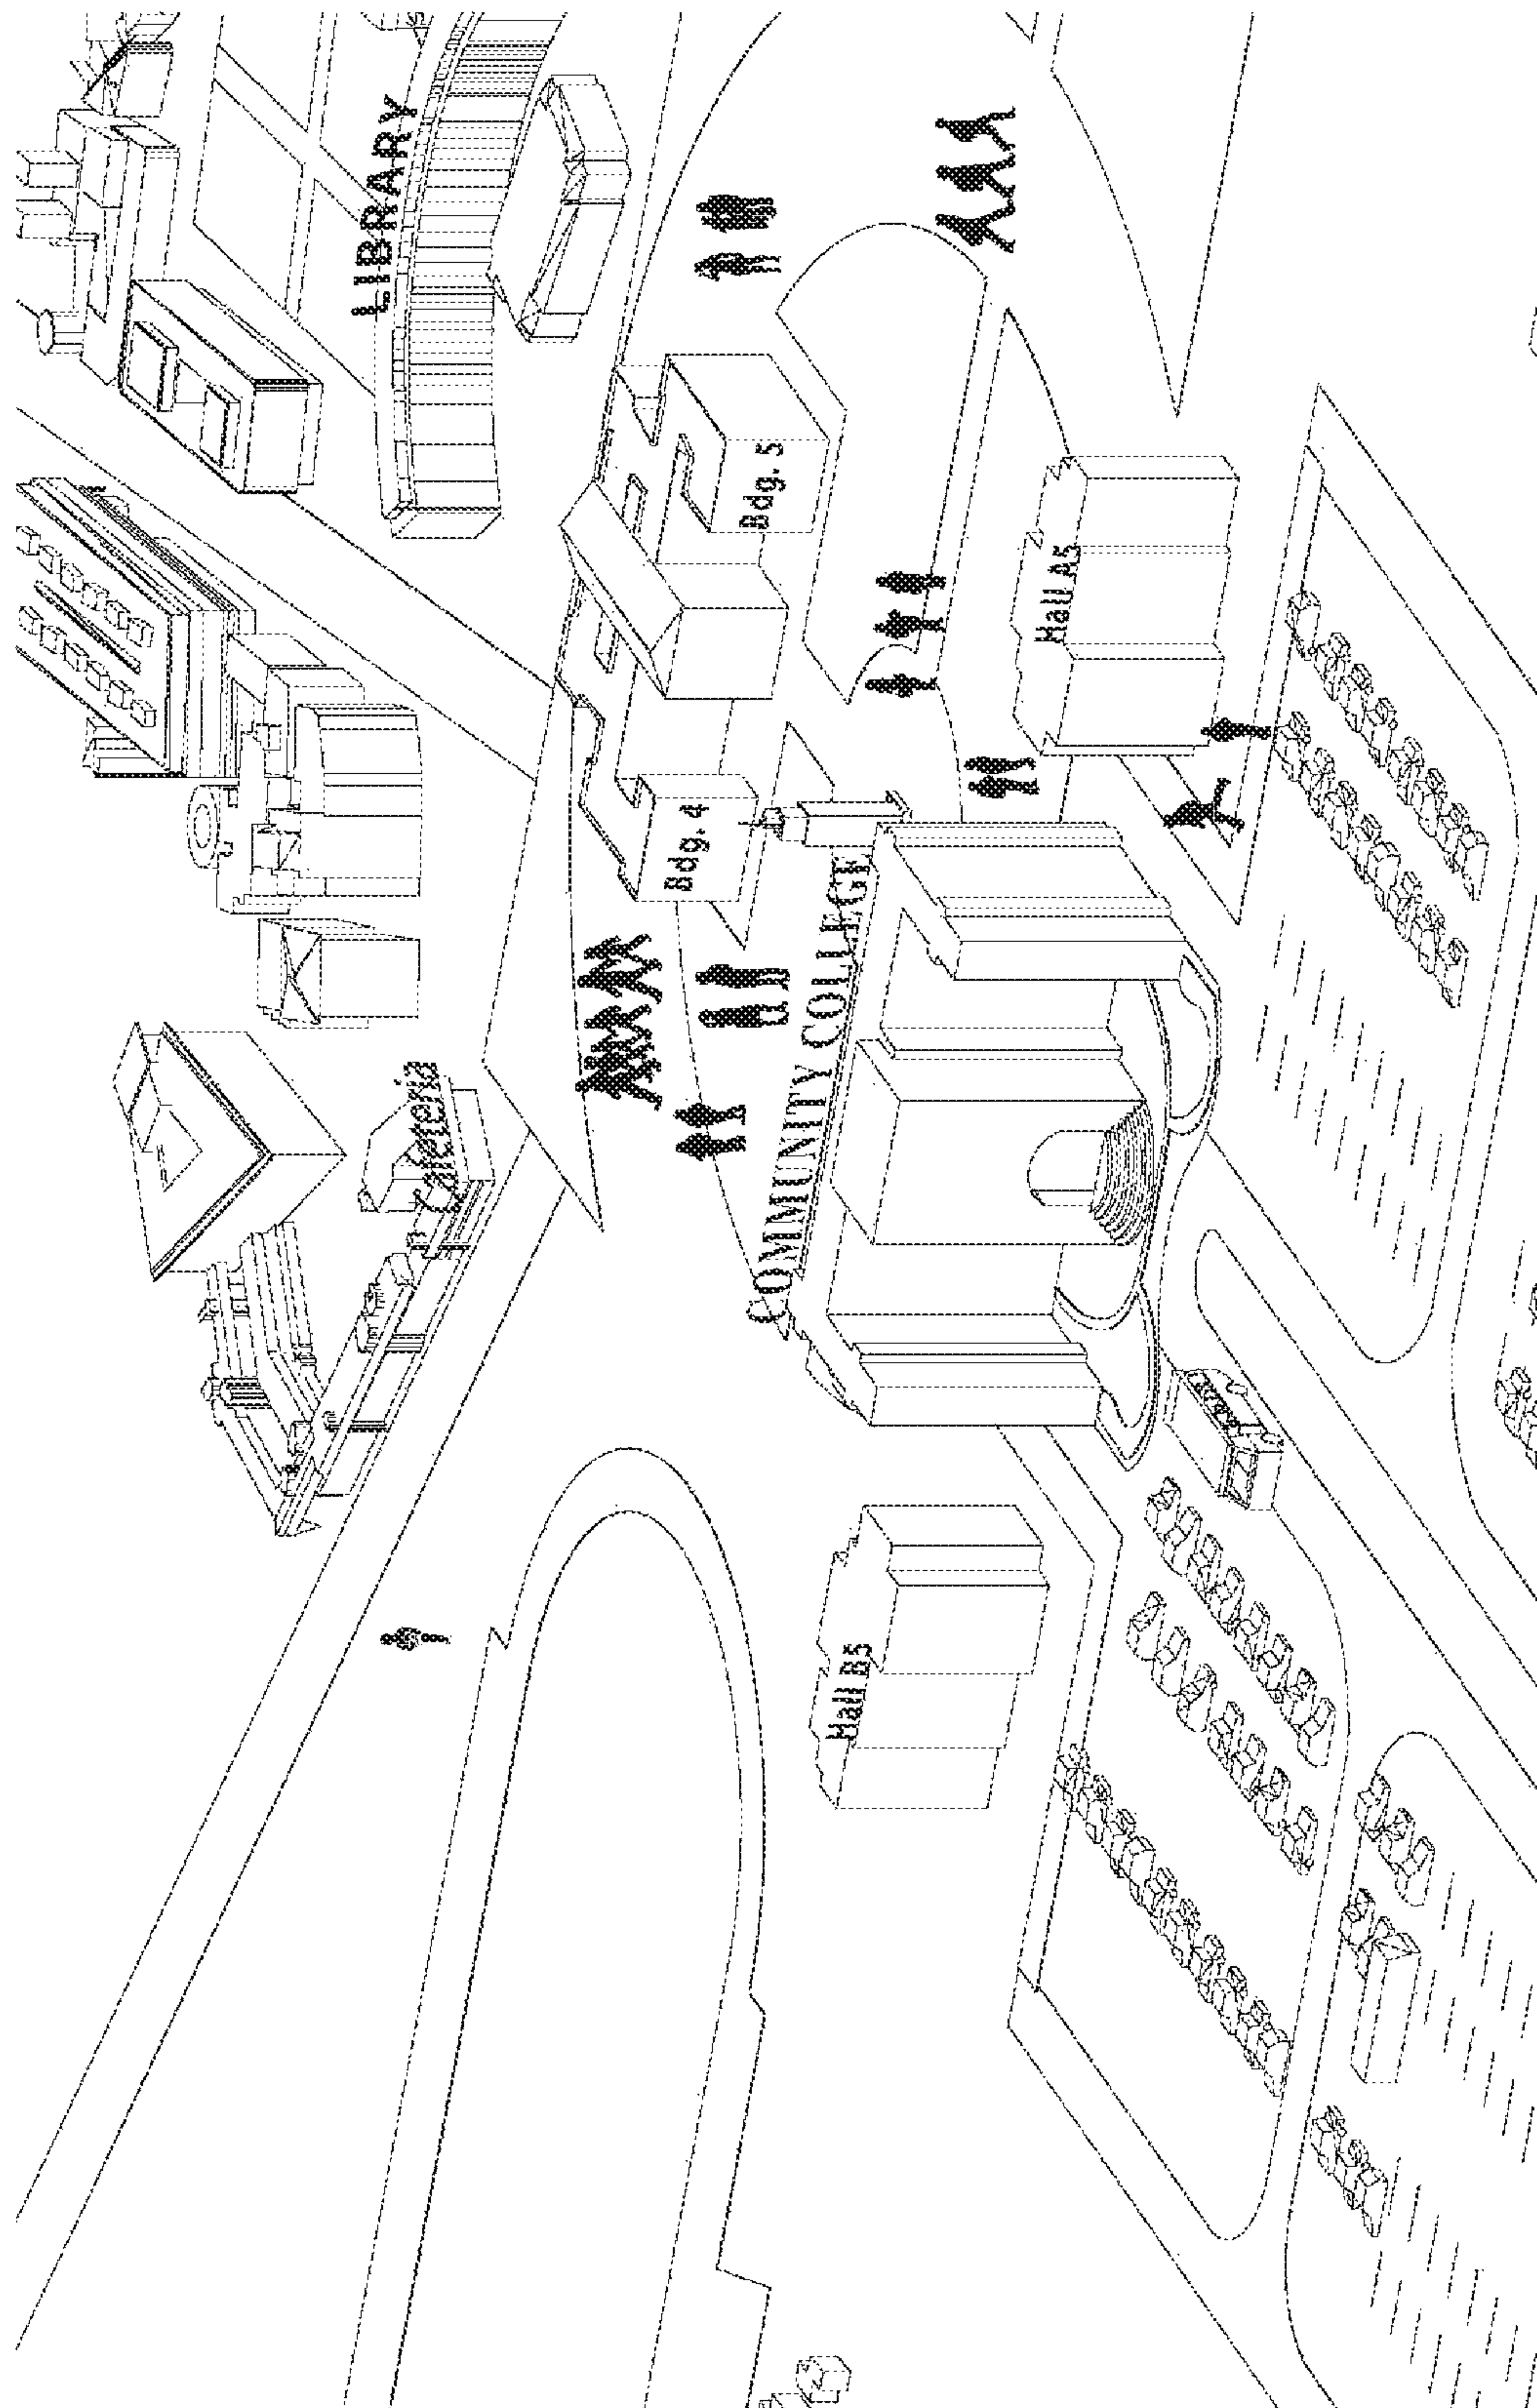 LIBRARY
Cafeteria
Bdg. 4
Bdg. 5
COMMUNITY COLLEGE
Hall B5
Hall A5